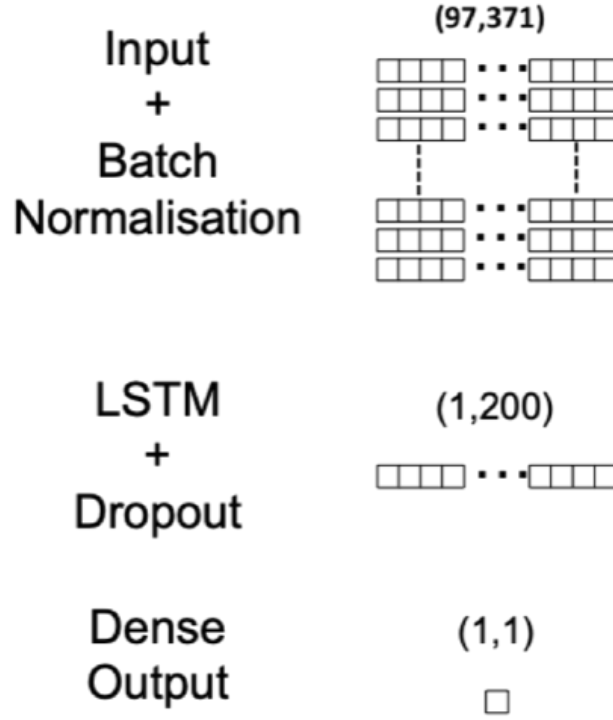 (97,371)
Input
+
Batch
Normalisation
LSTM
+
Dropout
(1,200)
Dense
Output
(1,1)